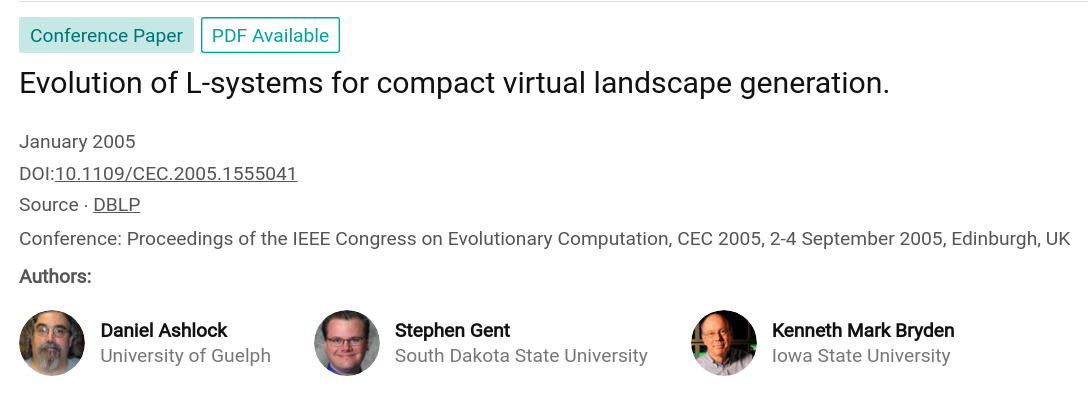 Conference Paper PDF Available
Evolution of L-systems for compact virtual landscape generation.
January 2005
DOI:10.1109/CEC.2005.1555041
Source · DBLP
Conference: Proceedings of the IEEE Congress on Evolutionary Computation, CEC 2005, 2-4 September 2005, Edinburgh, UK
Authors:
Daniel Ashlock Stephen Gent Kenneth Mark Bryden
University of Guelph South Dakota State University Iowa State University